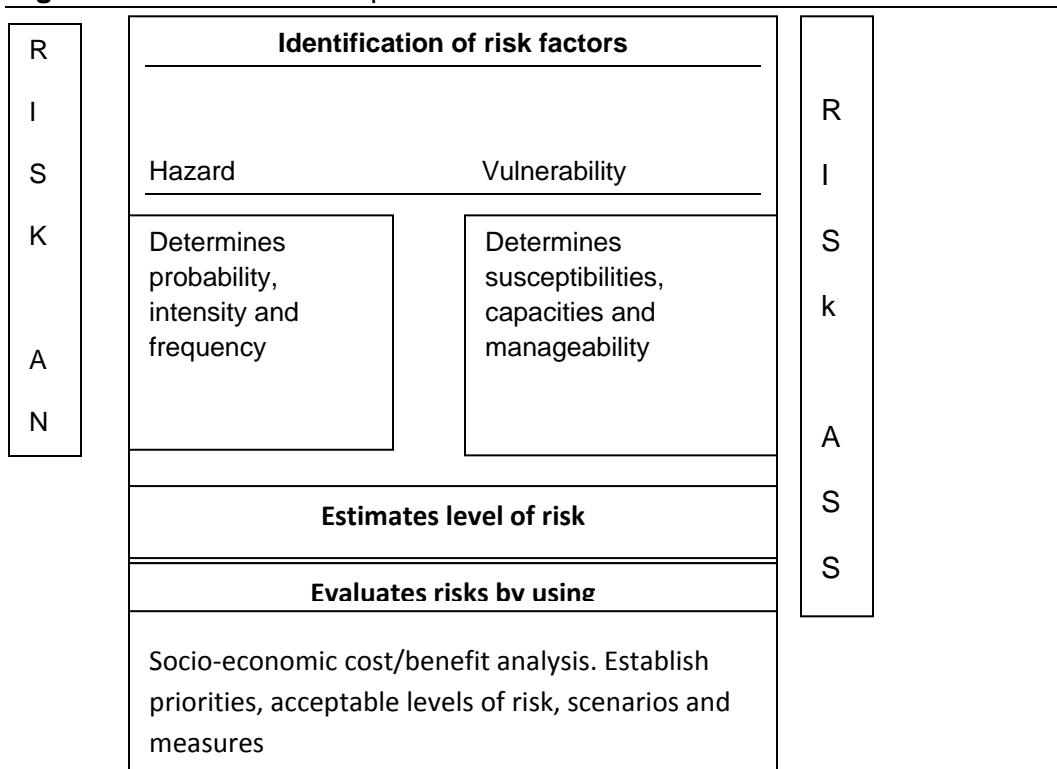 Identification of risk factors
R
I
S
K
A
N
Hazard Vulnerability
Determines
probability,
intensity and
frequency
Determines
susceptibilities,
capacities and
manageability
Estimates level of risk
Evaluates risks by using
Socio-economic cost/benefit analysis. Establish
priorities, acceptable levels of risk, scenarios and
measures
R
I
S
k
A
S
S